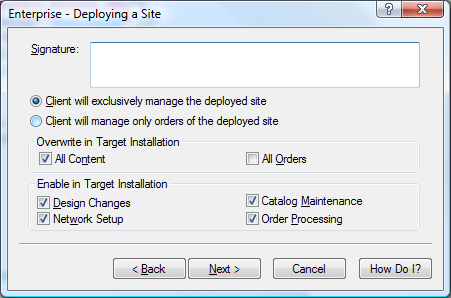 Enterprise - Deploying a Site
Signature:
Client will exclusively manage the deployed site
Client will manage only orders of the deployed site
Overwrite in Target Installation
All Content
All Orders
Enable in Target Installation
Design Changes
Catalog Maintenance
Network Setup
Order Processing
< Back
Next >
Cancel
How Do I?